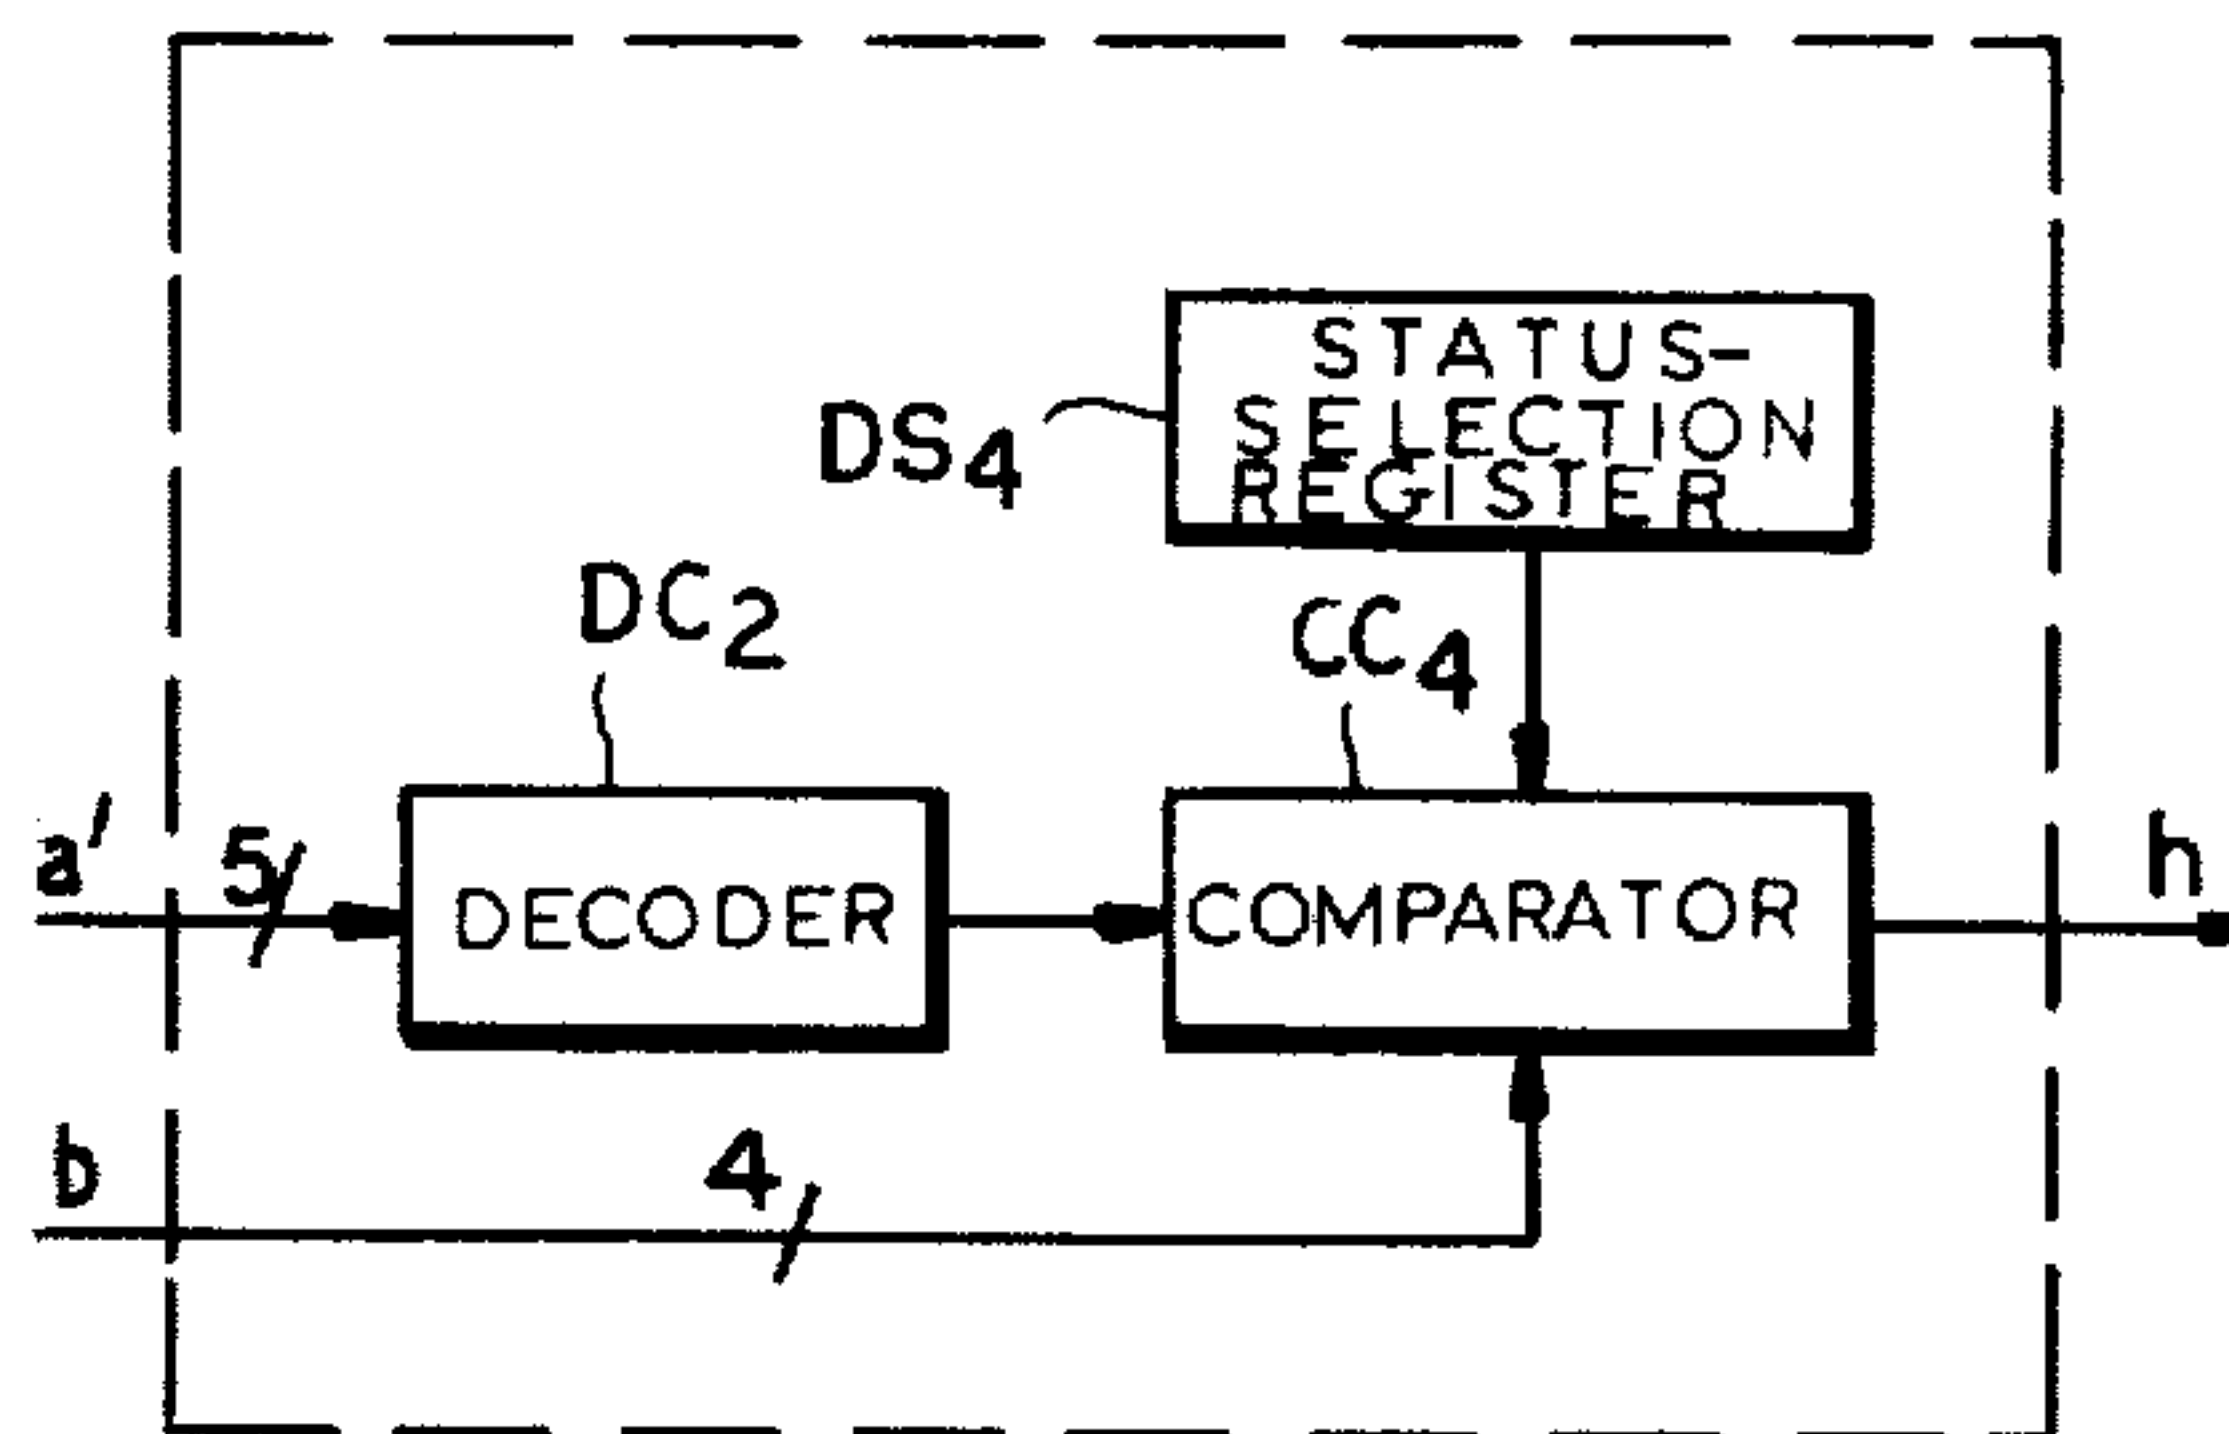 STATUS-
SELECTION
REGISTER
DS4
DC2
CC4
a'
5
DECODER
COMPARATOR
h
b
4